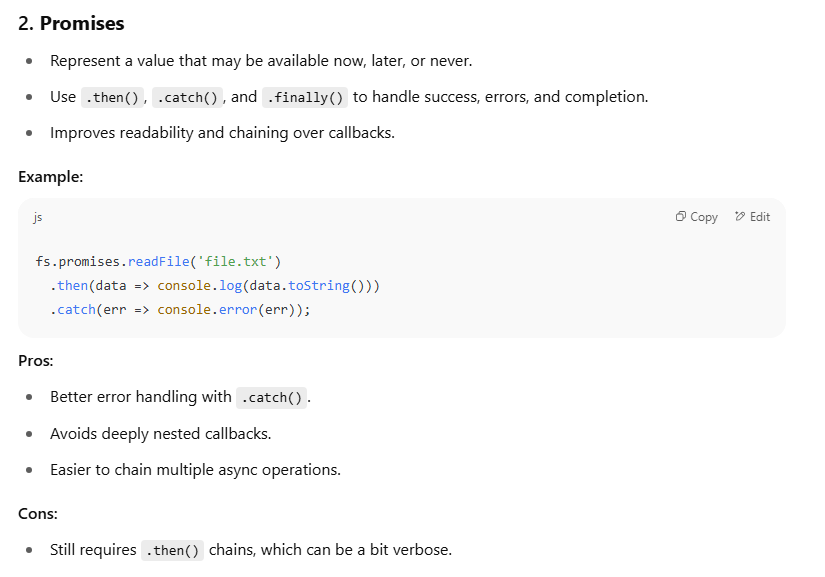 2. Promises
• Represent a value that may be available now, later, or never.
• Use .then(), .catch(), and .finally() to handle success, errors, and completion.
• Improves readability and chaining over callbacks.
Example:
js Copy Edit
fs.promises.readFile('file.txt')
  .then(data => console.log(data.toString()))
  .catch(err => console.error(err));
Pros:
• Better error handling with .catch().
• Avoids deeply nested callbacks.
• Easier to chain multiple async operations.
Cons:
• Still requires .then() chains, which can be a bit verbose.